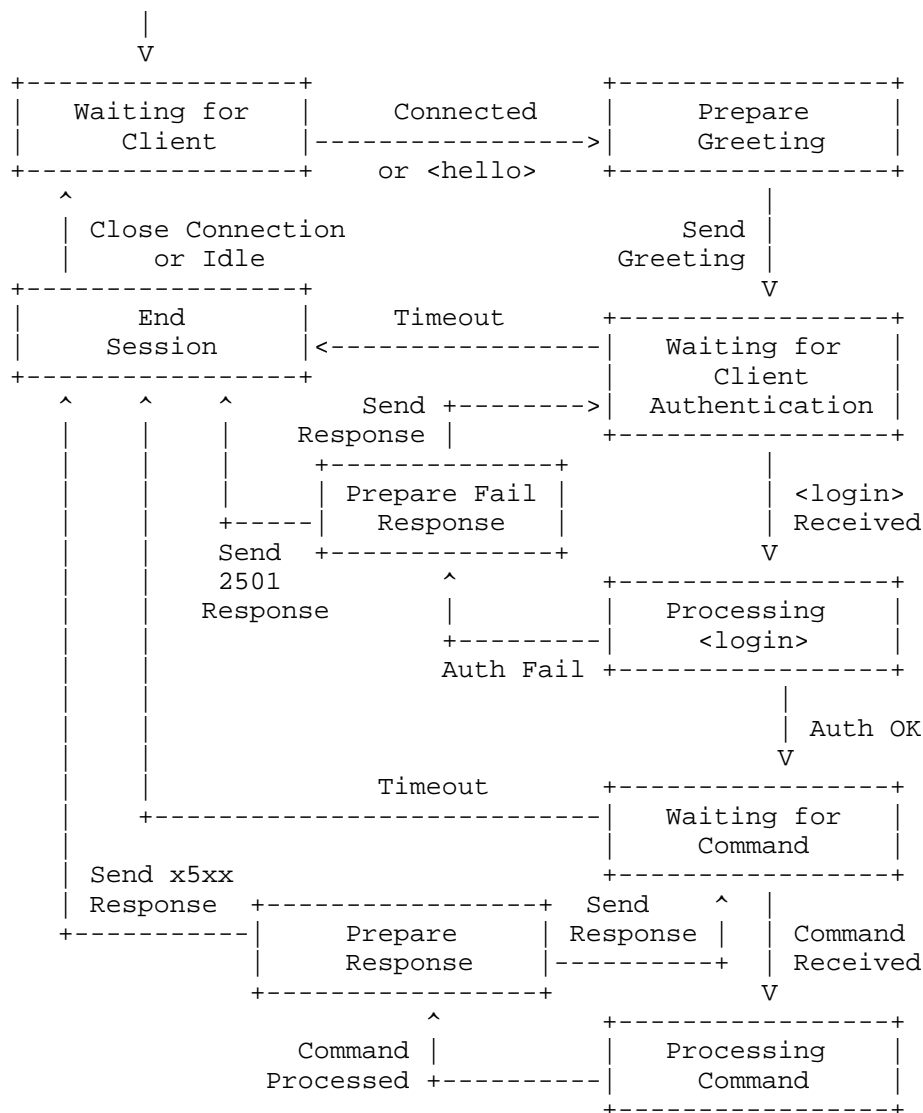 Waiting for Connected Prepare
Client Greeting
or <hello>
Close Connection Send
or Idle Greeting
End Timeout
Session Waiting for
Client
Send Authentication
Response
Prepare Fail <login>
Response Received
Send
2501
Response Processing
<login>
Auth Fail
Auth OK
Timeout
Waiting for
Command
Send x5xx
Response Send
Prepare Response Command
Response Received
Command Processing
Processed Command